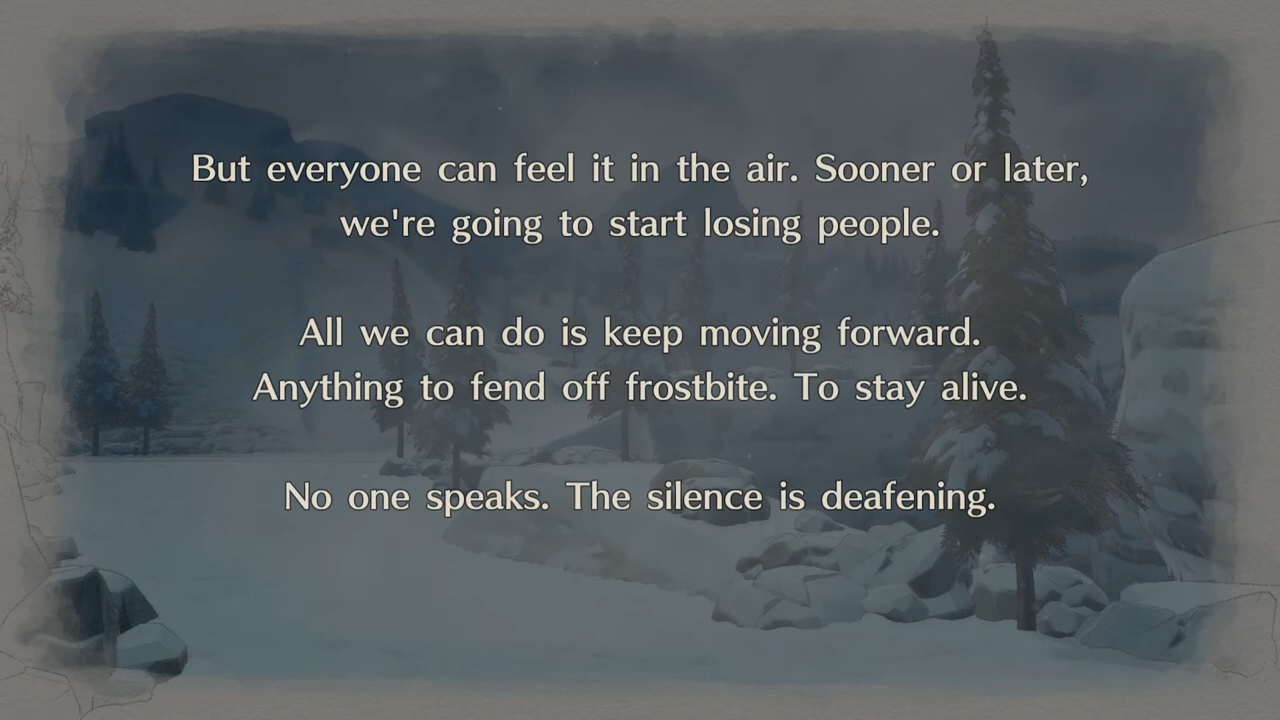 But everyone can feel it in the air. Sooner or later,
we're going to start losing people.
All we can do is keep moving forward.
Anything to fend off frostbite. To stay alive.
No one speaks. The silence is deafening.